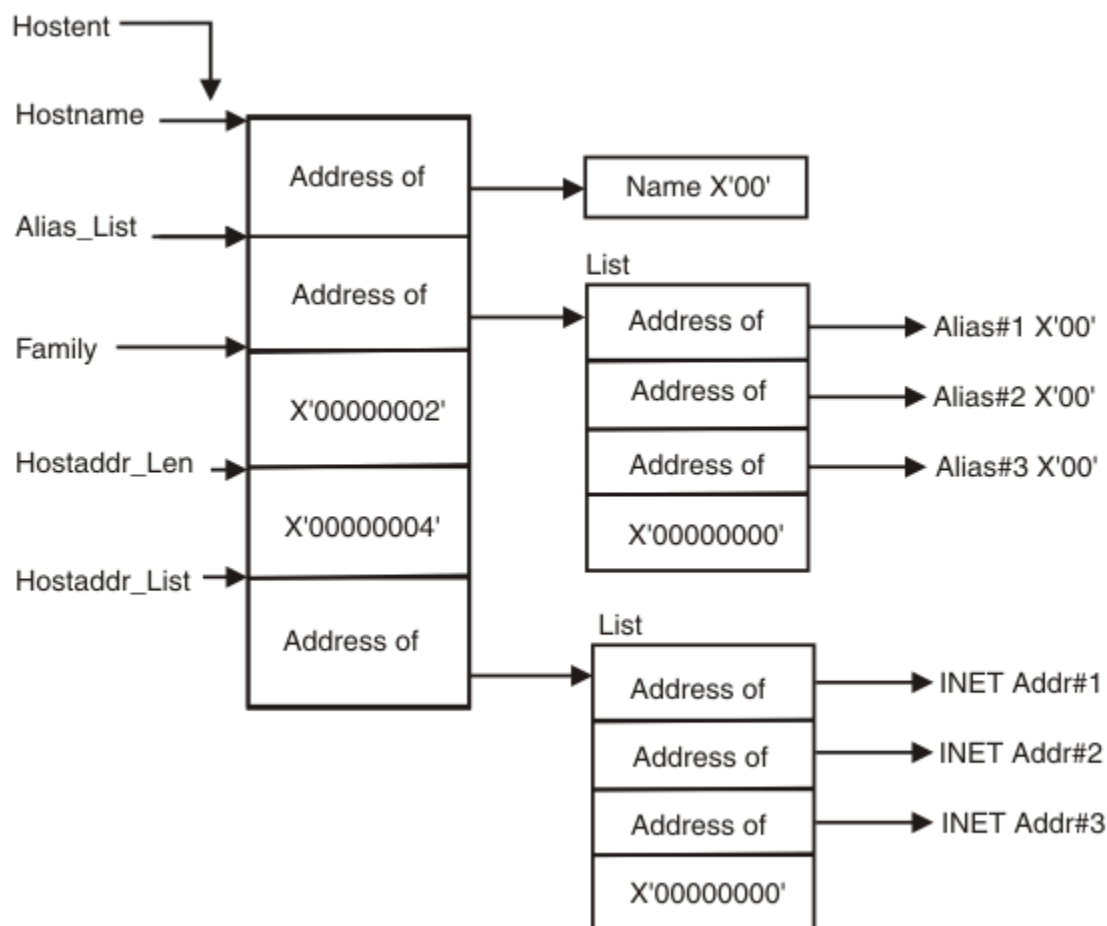 Hostent
Hostname
Address of
Name X'00'
Alias_List
List
Address of
Address of
Alias#1 X'00'
Family
X'00000002'
Address of
Alias#2 X'00'
Hostaddr_Len
Address of
Alias#3 X'00'
X'00000004'
X'00000000'
Hostaddr_List
List
Address of
Address of
INET Addr#1
Address of
INET Addr#2
Address of
INET Addr#3
X'00000000'